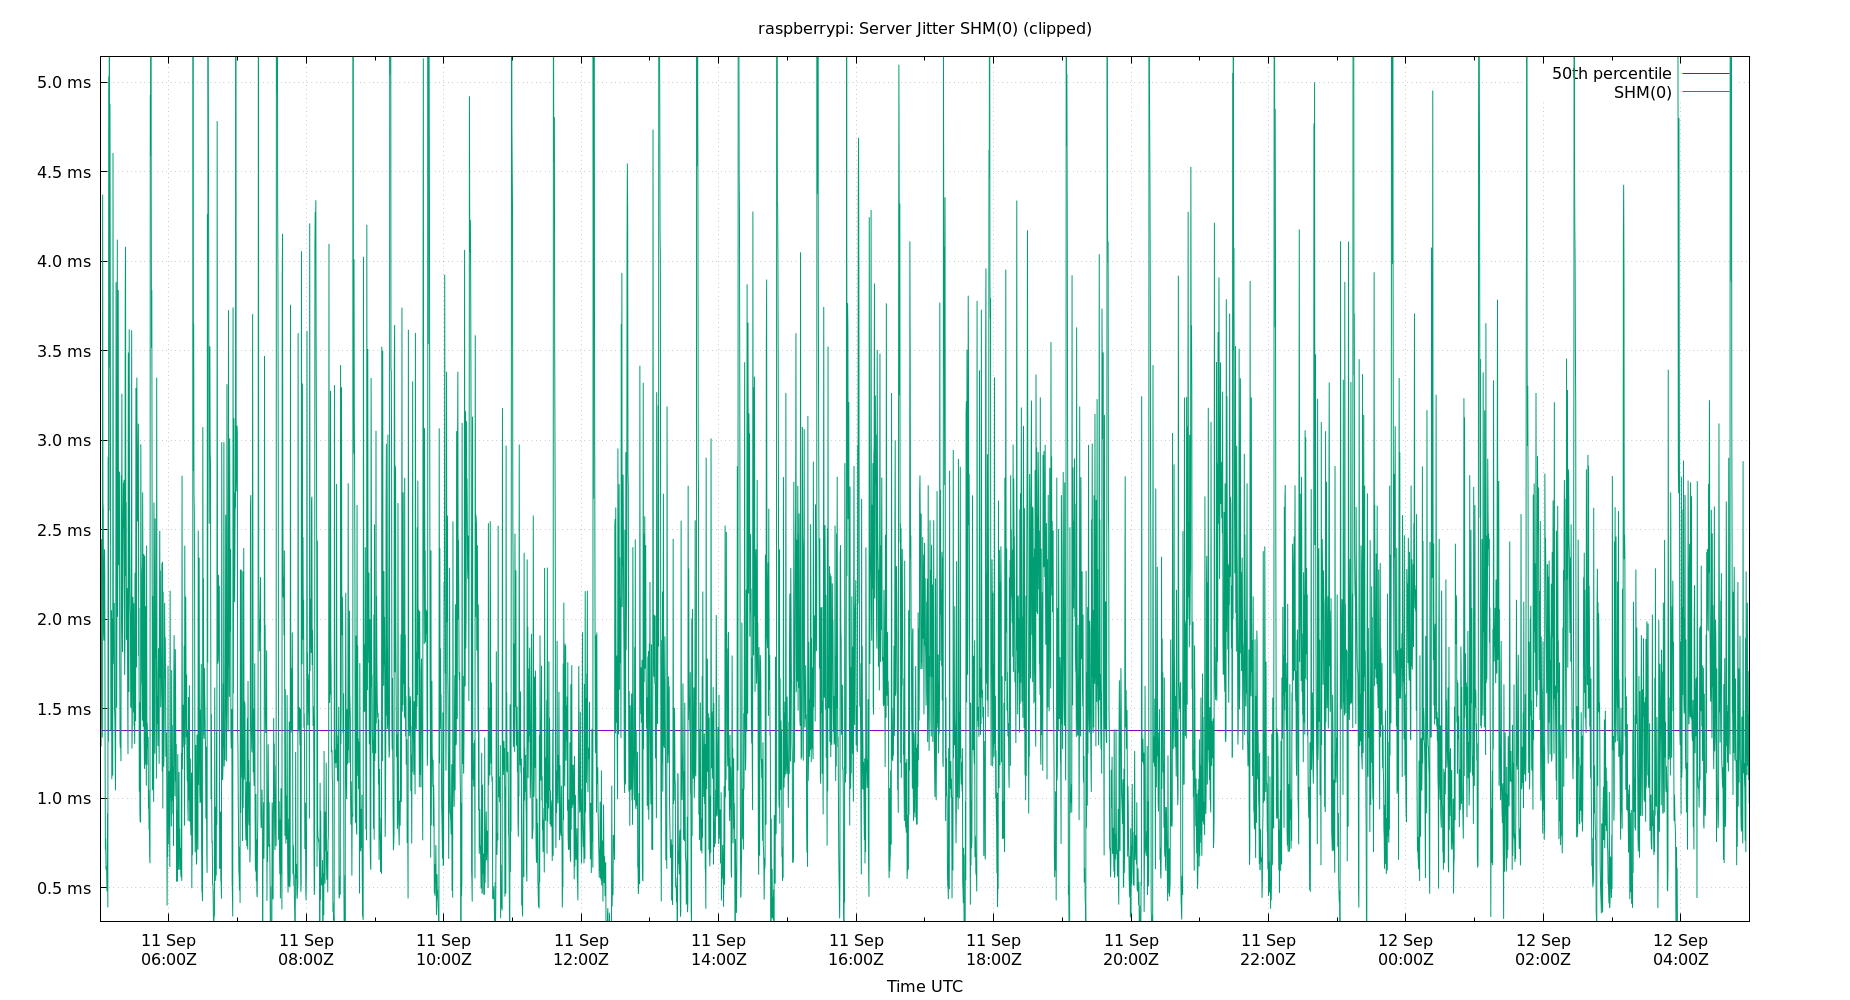 raspberrypi: Server Jitter SHM(0) (clipped)
50th percentile
SHM(0)
5.0 ms
4.5 ms
4.0 ms
3.5 ms
3.0 ms
2.5 ms
2.0 ms
1.5 ms
1.0 ms
0.5 ms
11 Sep 11 Sep 11 Sep 11 Sep 11 Sep 11 Sep 11 Sep 11 Sep 11 Sep 12 Sep 12 Sep 12 Sep
06:00Z 08:00Z 10:00Z 12:00Z 14:00Z 16:00Z 18:00Z 20:00Z 22:00Z 00:00Z 02:00Z 04:00Z
Time UTC